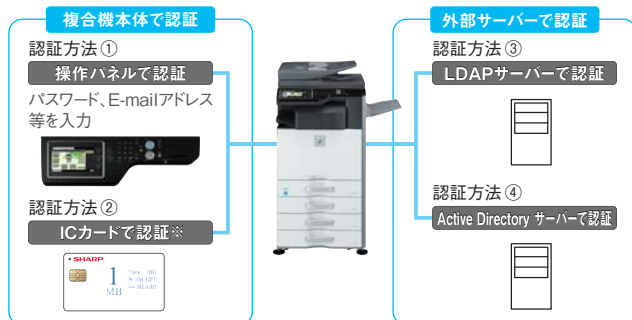 複合機本体で認証
認証方法①
操作パネルで認証
パスワード、E-mailアドレス
等を入力
認証方法②
ICカードで認証※
SHARP
1
MB
外部サーバーで認証
認証方法③
LDAPサーバーで認証
認証方法④
Active Directory サーバーで認証